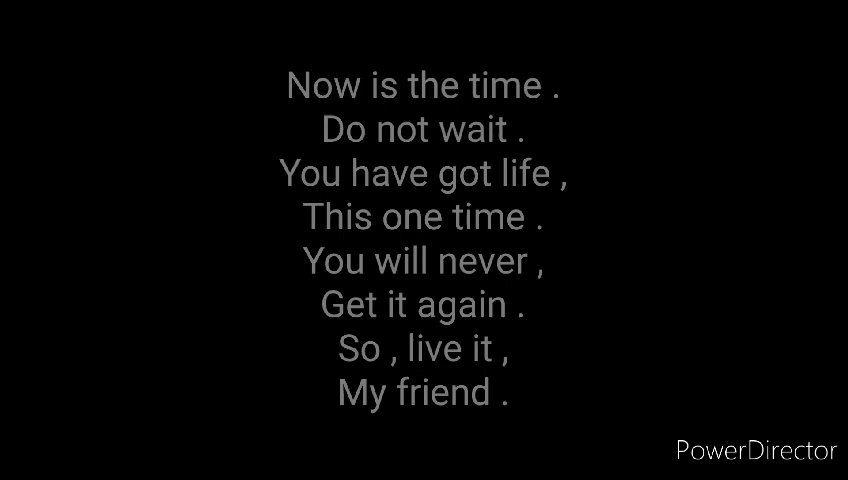 Now is the time .
Do not wait .
You have got life ,
This one time .
You will never ,
Get it again .
So , live it ,
My friend .
PowerDirector